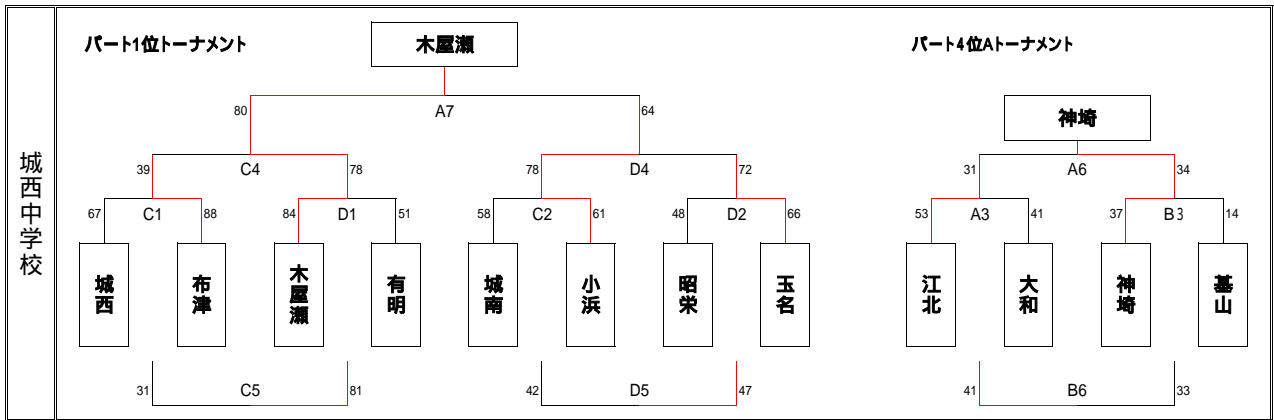 城西中学校
パート1位トーナメント
木屋瀬
パート4位Aトーナメント
80
A7
64
神埼
39
C4
78
78
D4
72
31
A6
34
67
C1
88
84
D1
51
58
C2
61
48
D2
66
53
A3
41
37
B3
14
城西
布津
木屋瀬
有明
城南
小浜
昭栄
玉名
江北
大和
神埼
基山
31
C5
81
42
D5
47
41
B6
33